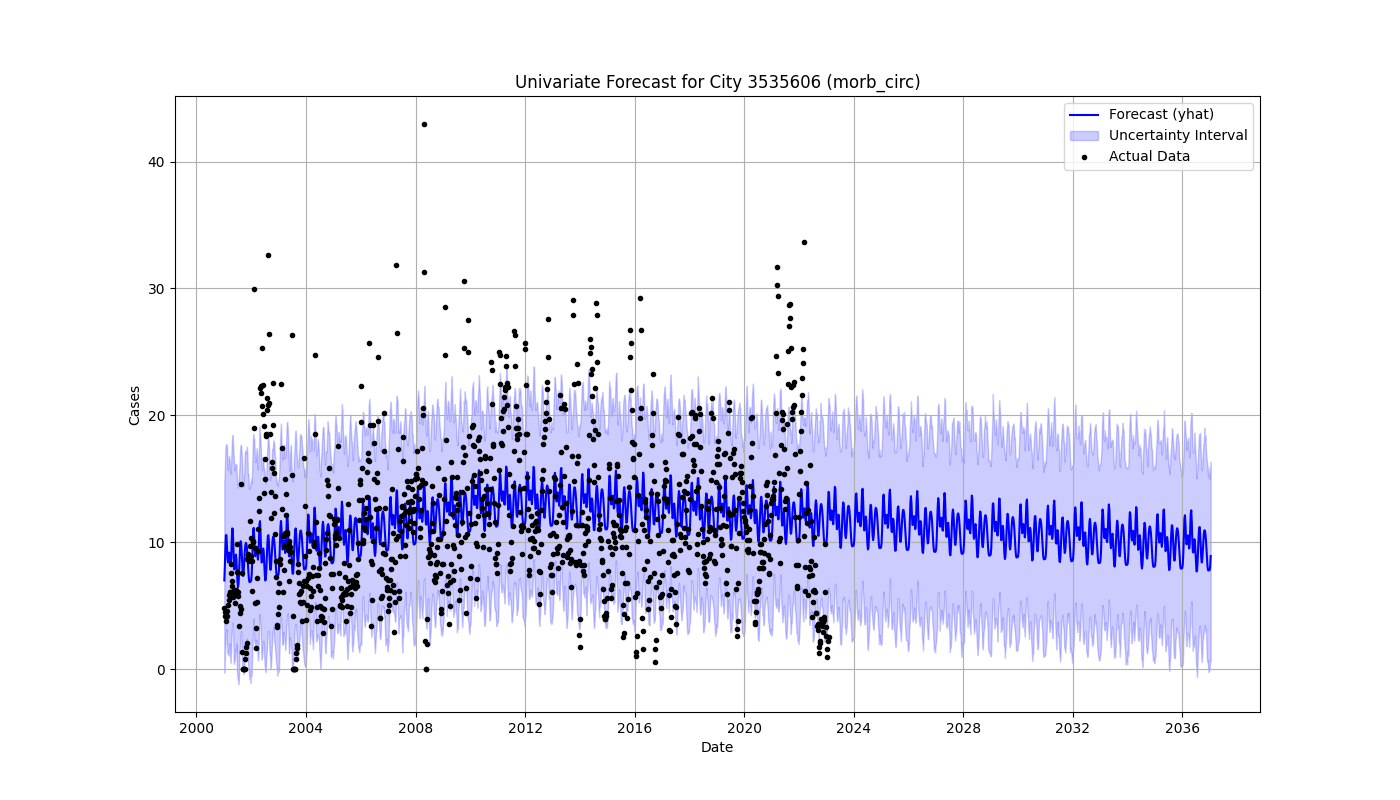 Univariate Forecast for City 3535606 (morb_circ)
Forecast (yhat)
Uncertainty Interval
Actual Data
40
30
20
10
0
Cases
2000 2004 2008 2012 2016 2020 2024 2028 2032 2036
Date